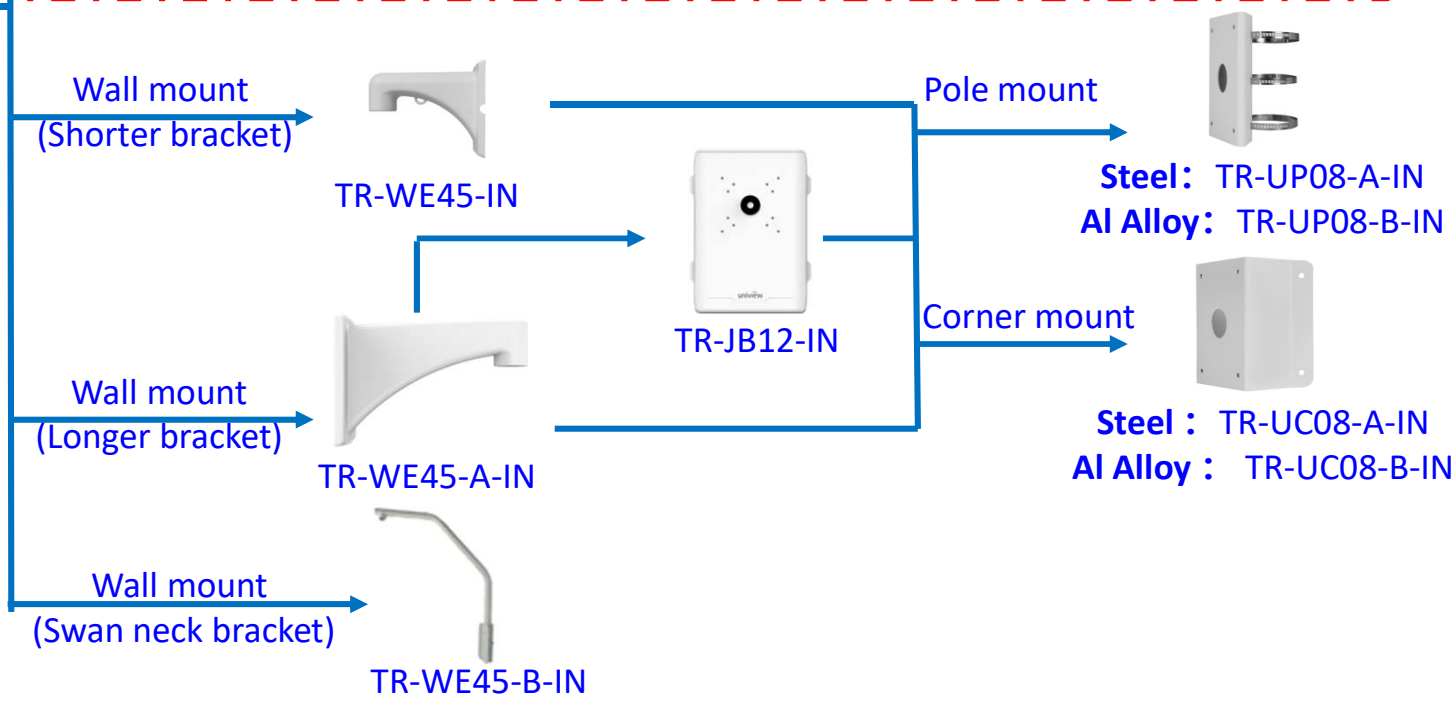 Wall mount
(Shorter bracket)
TR-WE45-IN
Pole mount
Steel： TR-UP08-A-IN
Al Alloy： TR-UP08-B-IN
uniview
TR-JB12-IN
Corner mount
Steel ： TR-UC08-A-IN
Al Alloy ： TR-UC08-B-IN
Wall mount
(Longer bracket)
TR-WE45-A-IN
Wall mount
(Swan neck bracket)
TR-WE45-B-IN